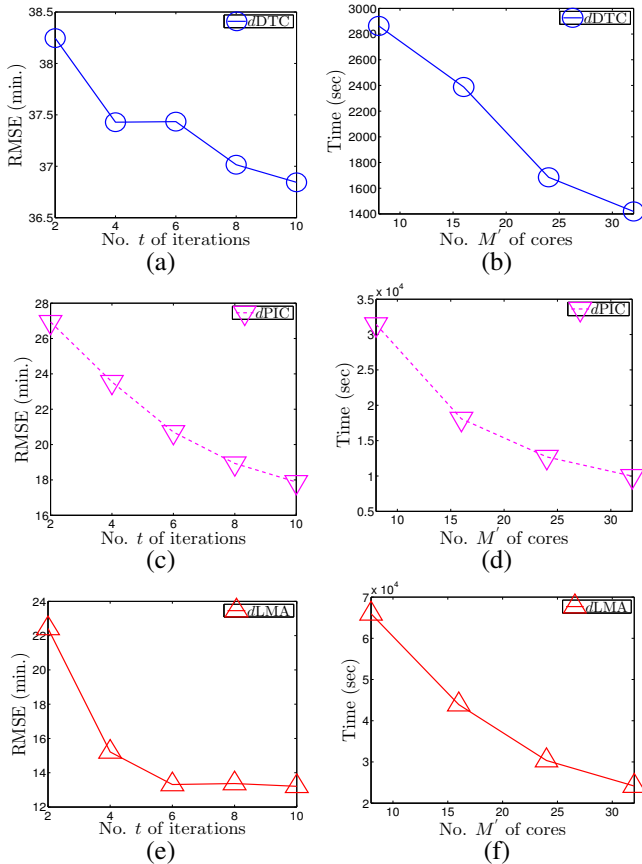 dDTC
38.5
38
37.5
37
36.5
RMSE (min.)
2 4 6 8 10
No. t of iterations
(a)
dDTC
3000
2800
2600
2400
2200
2000
1800
1600
1400
Time (sec)
10 15 20 25 30
No. M′ of cores
(b)
dPIC
28
26
24
22
20
18
16
RMSE (min.)
2 4 6 8 10
No. t of iterations
(c)
x 10^4
dPIC
3.5
3
2.5
2
1.5
1
0.5
Time (sec)
10 15 20 25 30
No. M′ of cores
(d)
dLMA
24
22
20
18
16
14
12
RMSE (min.)
2 4 6 8 10
No. t of iterations
(e)
x 10^4
dLMA
7
6
5
4
3
2
Time (sec)
10 15 20 25 30
No. M′ of cores
(f)